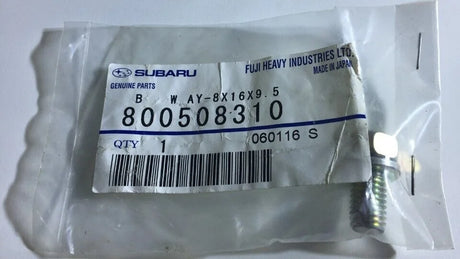 SUBARU
FUJI HEAVY INDUSTRIES LTD.
GENUINE PARTS
MADE IN JAPAN
B W AY-8X16X9.5
800508310
QTY 1
060116 S